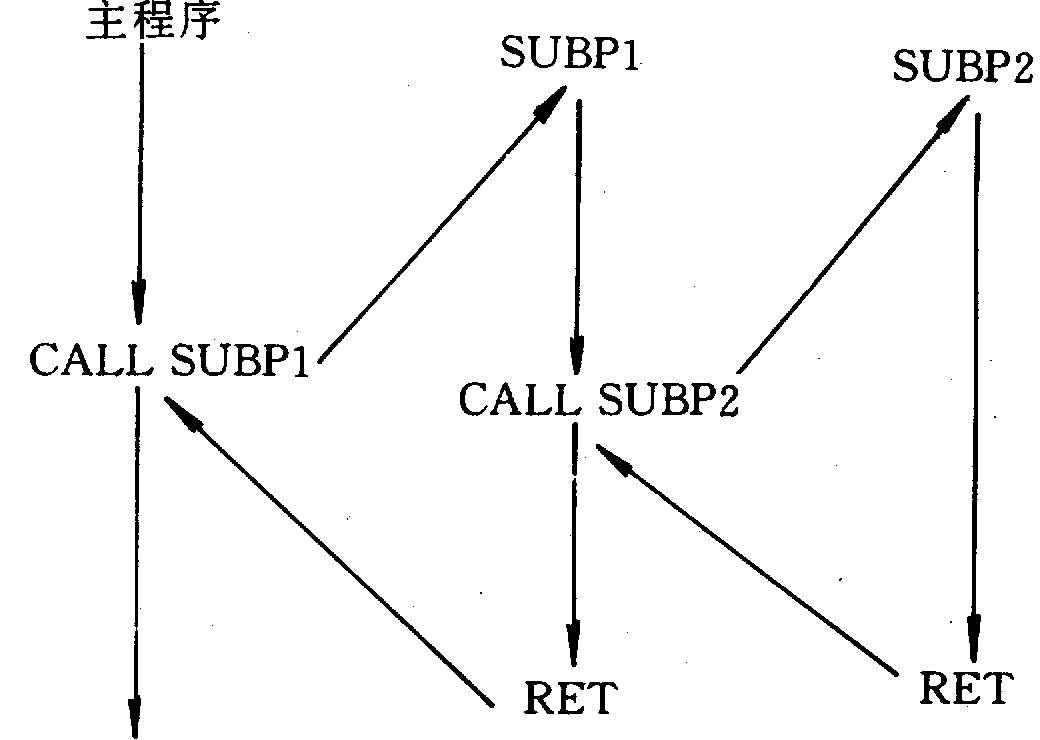 主程序
SUBP1
SUBP2
CALL SUBP1
CALL SUBP2
RET
RET